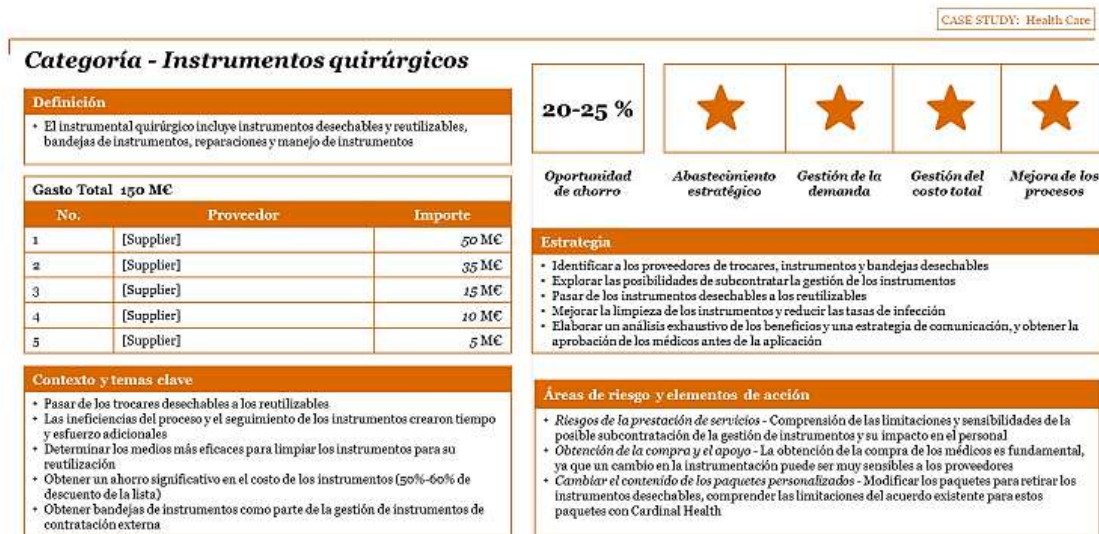 CASE STUDY: Health Care
Categoría - Instrumentos quirúrgicos
Definición
• El instrumental quirúrgico incluye instrumentos desechables y reutilizables,
bandejas de instrumentos, reparaciones y manejo de instrumentos
Gasto Total 150 M€
No. Proveedor Importe
1 [Supplier] 50 M€
2 [Supplier] 35 M€
3 [Supplier] 15 M€
4 [Supplier] 10 M€
5 [Supplier] 5 M€
Contexto y temas clave
• Pasar de los trocares desechables a los reutilizables
• Las ineficiencias del proceso y el seguimiento de los instrumentos crearon tiempo
y esfuerzo adicionales
• Determinar los medios más eficaces para limpiar los instrumentos para su
reutilización
• Obtener un ahorro significativo en el costo de los instrumentos (50%-60% de
descuento de la lista)
• Obtener bandejas de instrumentos como parte de la gestión de instrumentos de
contratación externa
20-25 %
Oportunidad
de ahorro
Abastecimiento
estratégico
Gestión de la
demanda
Gestión del
costo total
Mejora de los
procesos
Estrategia
• Identificar a los proveedores de trocares, instrumentos y bandejas desechables
• Explorar las posibilidades de subcontratar la gestión de los instrumentos
• Pasar de los instrumentos desechables a los reutilizables
• Mejorar la limpieza de los instrumentos y reducir las tasas de infección
• Elaborar un análisis exhaustivo de los beneficios y una estrategia de comunicación, y obtener la
aprobación de los médicos antes de la aplicación
Áreas de riesgo y elementos de acción
• Riesgos de la prestación de servicios - Comprensión de las limitaciones y sensibilidades de la
posible subcontratación de la gestión de instrumentos y su impacto en el personal
• Obtención de la compra y el apoyo - La obtención de la compra de los médicos es fundamental,
ya que un cambio en la instrumentación puede ser muy sensibles a los proveedores
• Cambiar el contenido de los paquetes personalizados - Modificar los paquetes para retirar los
instrumentos desechables, comprender las limitaciones del acuerdo existente para estos
paquetes con Cardinal Health